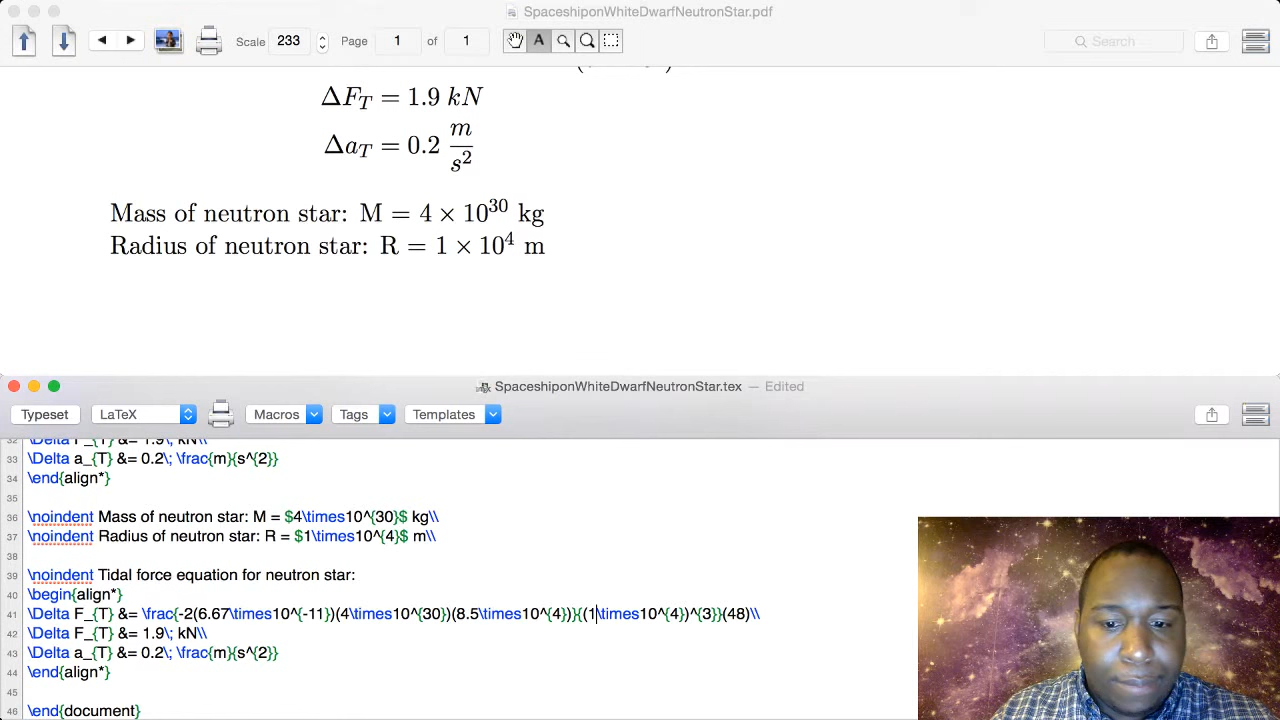 SpaceshiponWhiteDwarfNeutronStar.pdf
Scale 233 Page 1 of 1 Search
ΔF_T = 1.9 kN
Δa_T = 0.2 m/s²
Mass of neutron star: M = 4 × 10³⁰ kg
Radius of neutron star: R = 1 × 10⁴ m
SpaceshiponWhiteDwarfNeutronStar.tex — Edited
Typeset LaTeX Macros Tags Templates
32 \Delta F_{T} &= 1.9\; kN\\
33 \Delta a_{T} &= 0.2\; \frac{m}{s^{2}}
34 \end{align*}
35
36 \noindent Mass of neutron star: M = $4\times10^{30}$ kg\\
37 \noindent Radius of neutron star: R = $1\times10^{4}$ m\\
38
39 \noindent Tidal force equation for neutron star:
40 \begin{align*}
41 \Delta F_{T} &= \frac{-2(6.67\times10^{-11})(4\times10^{30})(8.5\times10^{4})}{(1\times10^{4})^{3}}(48)\\
42 \Delta F_{T} &= 1.9\; kN\\
43 \Delta a_{T} &= 0.2\; \frac{m}{s^{2}}
44 \end{align*}
45
46 \end{document}